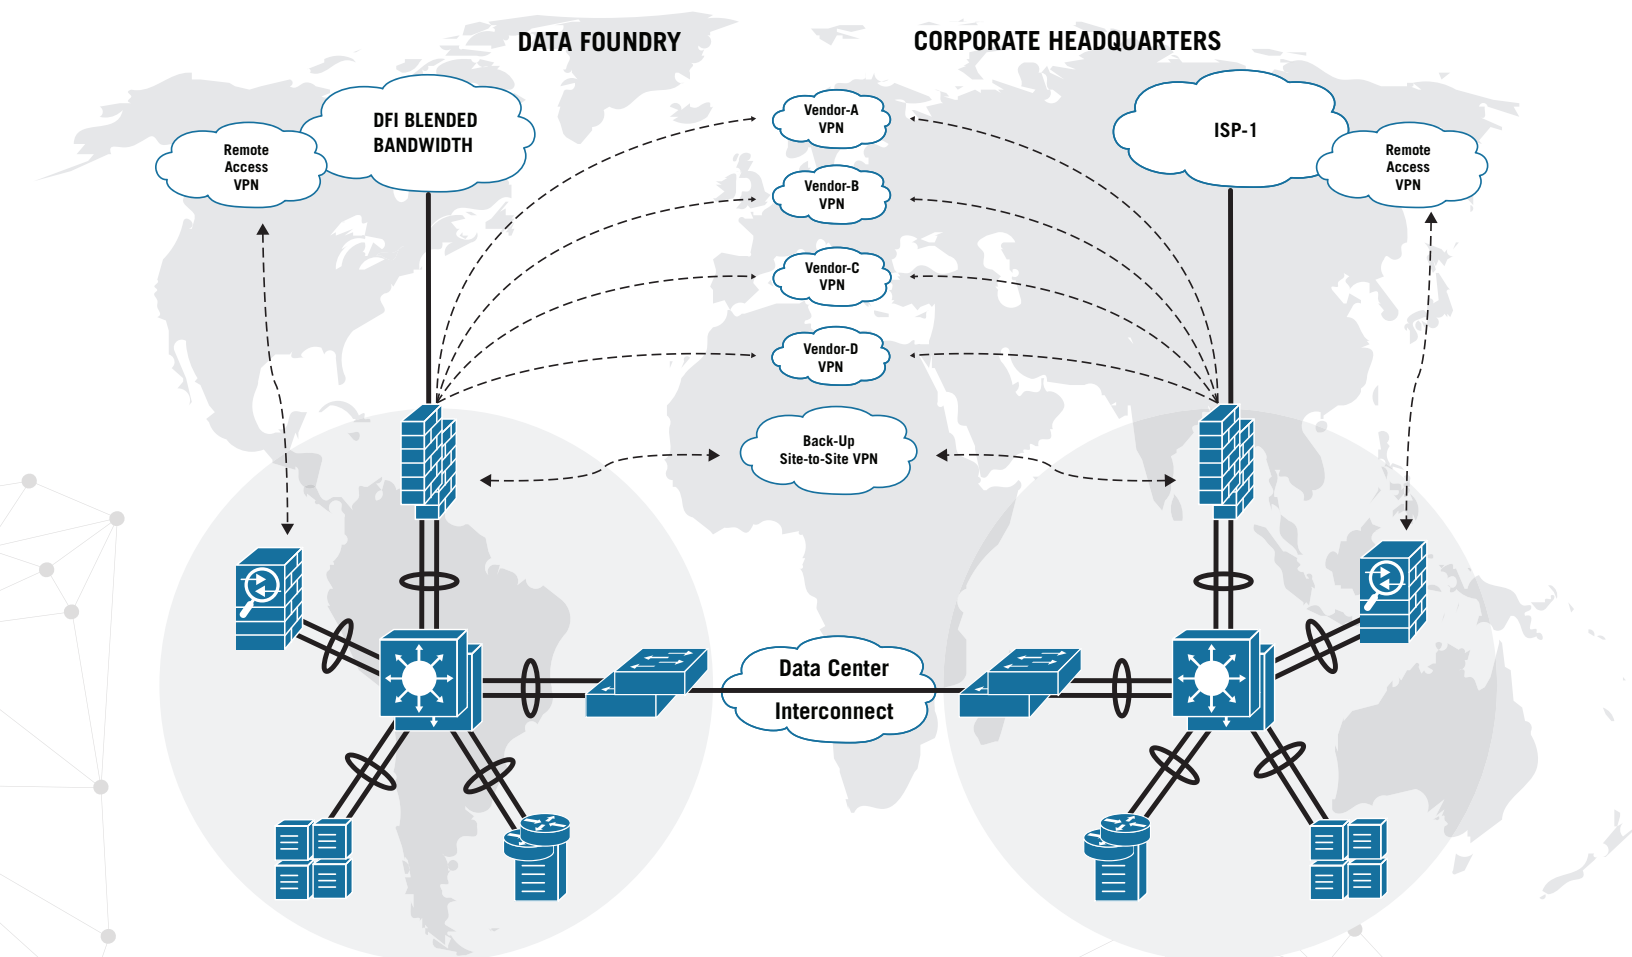 DATA FOUNDRY
CORPORATE HEADQUARTERS
DFI BLENDED
BANDWIDTH
Remote
Access
VPN
Vendor-A
VPN
Vendor-B
VPN
Vendor-C
VPN
Vendor-D
VPN
Back-Up
Site-to-Site VPN
ISP-1
Remote
Access
VPN
Data Center
Interconnect